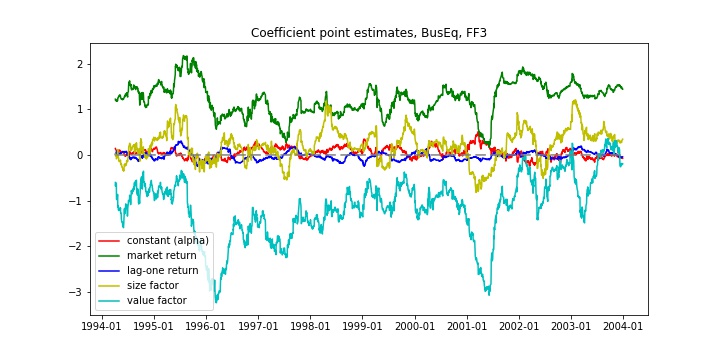 Coefficient point estimates, BusEq, FF3
2
1
0
−1
−2
−3
constant (alpha)
market return
lag-one return
size factor
value factor
1994-01 1995-01 1996-01 1997-01 1998-01 1999-01 2000-01 2001-01 2002-01 2003-01 2004-01